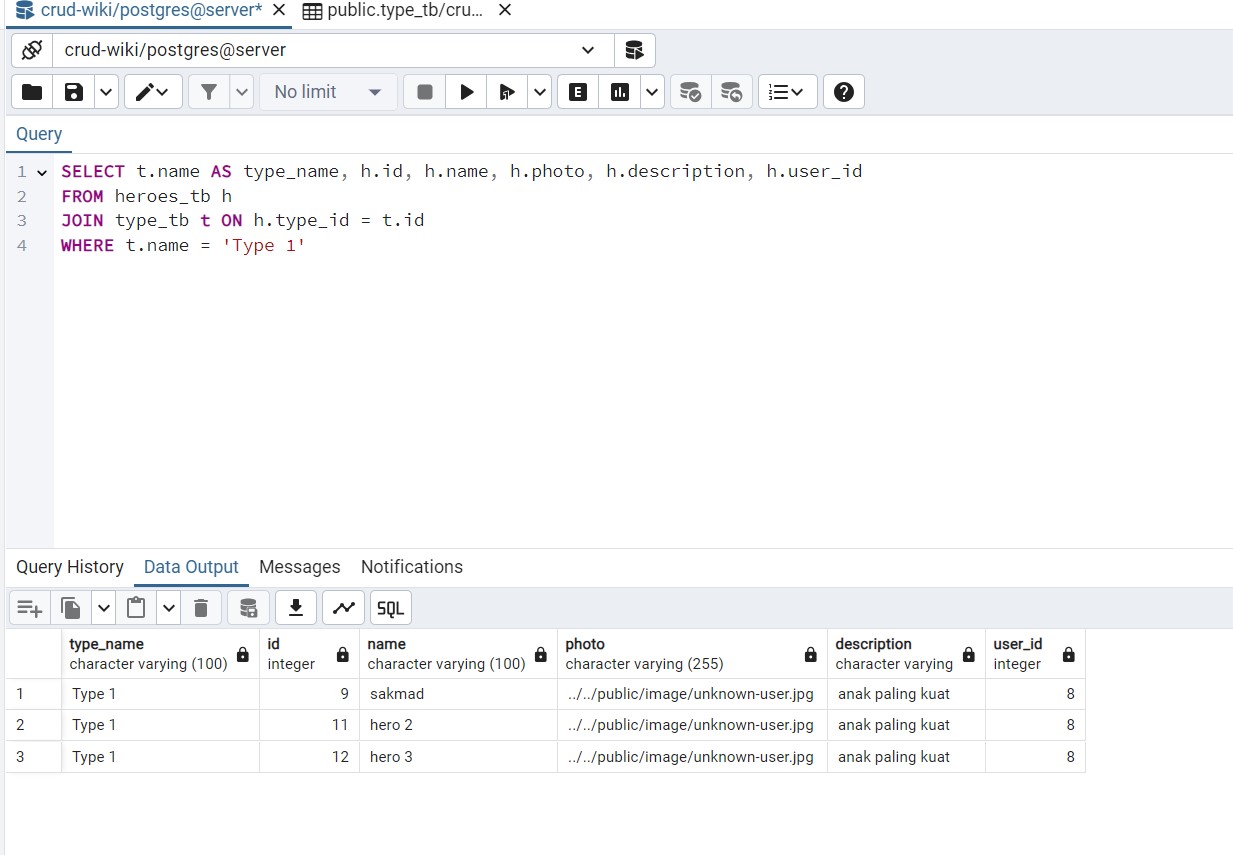 crud-wiki/postgres@server* public.type_tb/cru...
crud-wiki/postgres@server
No limit E
Query
1 SELECT t.name AS type_name, h.id, h.name, h.photo, h.description, h.user_id
2 FROM heroes_tb h
3 JOIN type_tb t ON h.type_id = t.id
4 WHERE t.name = 'Type 1'
Query History Data Output Messages Notifications
SQL
type_name id name photo description user_id
character varying (100) integer character varying (100) character varying (255) character varying integer
1 Type 1 9 sakmad ../../public/image/unknown-user.jpg anak paling kuat 8
2 Type 1 11 hero 2 ../../public/image/unknown-user.jpg anak paling kuat 8
3 Type 1 12 hero 3 ../../public/image/unknown-user.jpg anak paling kuat 8